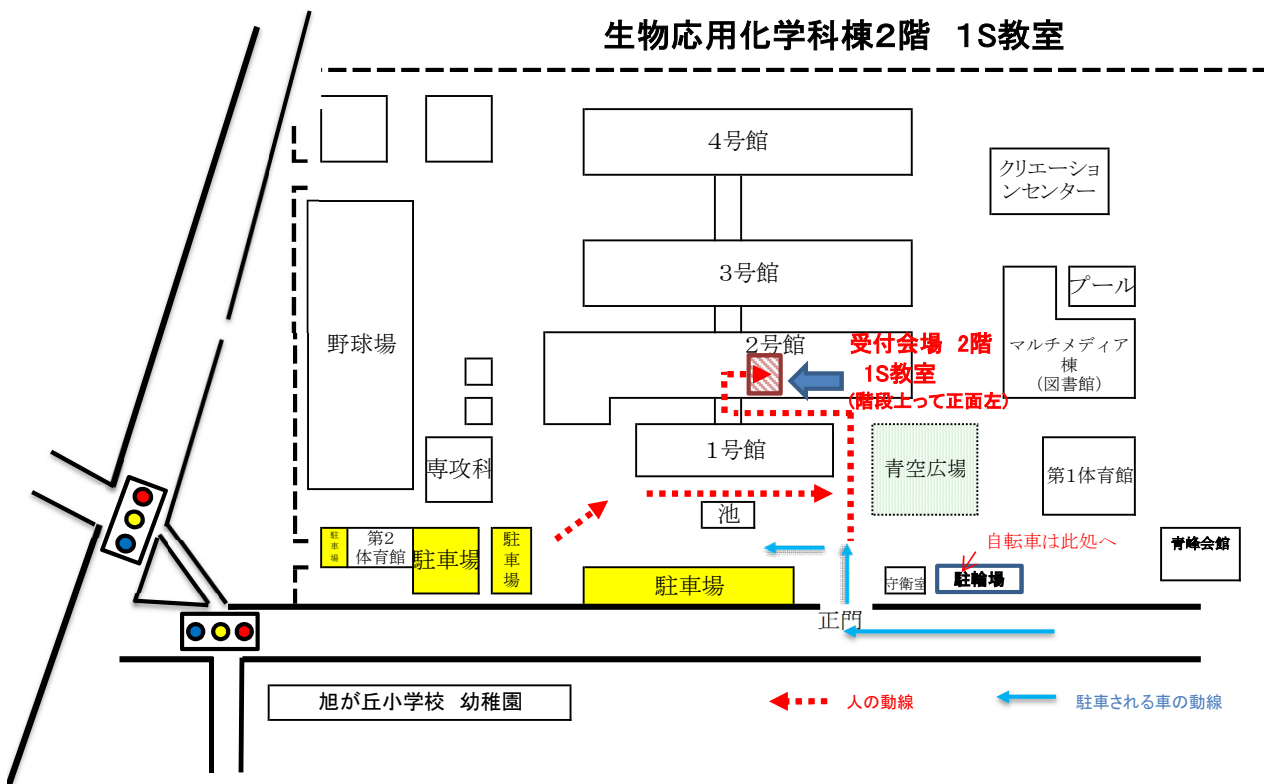 生物応用化学科棟2階 1S教室
4号館
クリエーショ
ンセンター
3号館
プール
野球場
2号館
受付会場 2階
1S教室
(階段上って正面左)
マルチメディア
棟
(図書館)
1号館
専攻科
青空広場
第1体育館
池
駐車場
第2
体育館
駐車場
駐車場
自転車は此処へ
青峰会館
駐車場
守衛室
駐輪場
正門
旭が丘小学校 幼稚園
人の動線
駐車される車の動線